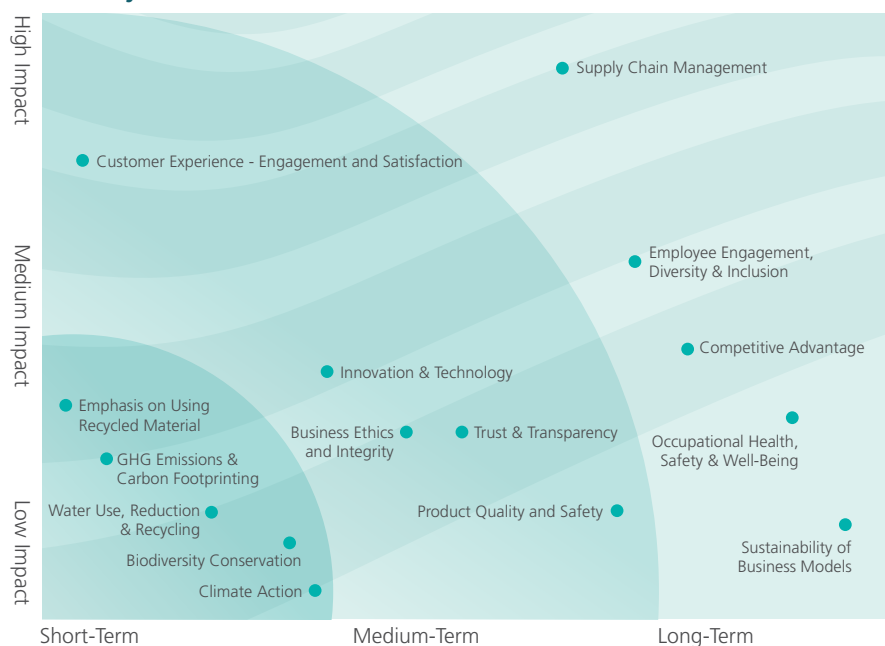 High Impact
Medium Impact
Low Impact
Supply Chain Management
Customer Experience - Engagement and Satisfaction
Employee Engagement,
Diversity & Inclusion
Competitive Advantage
Innovation & Technology
Emphasis on Using
Recycled Material
Business Ethics
and Integrity
Trust & Transparency
Occupational Health,
Safety & Well-Being
GHG Emissions &
Carbon Footprinting
Water Use, Reduction
& Recycling
Product Quality and Safety
Biodiversity Conservation
Sustainability of
Business Models
Climate Action
Short-Term
Medium-Term
Long-Term